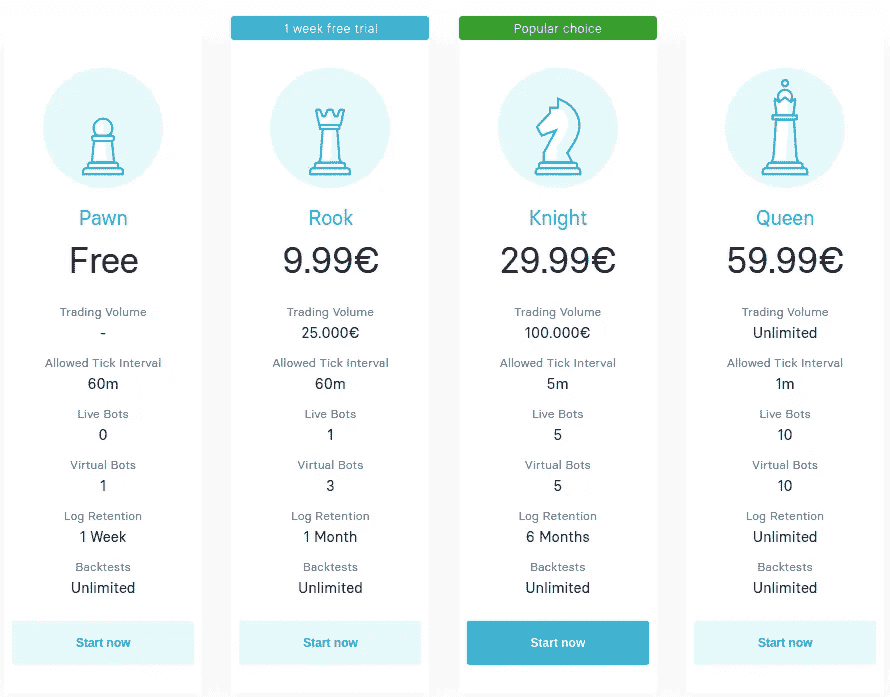 1 week free trial
Popular choice
Pawn
Free
Trading Volume
-
Allowed Tick Interval
60m
Live Bots
0
Virtual Bots
1
Log Retention
1 Week
Backtests
Unlimited
Start now
Rook
9.99€
Trading Volume
25.000€
Allowed Tick Interval
60m
Live Bots
1
Virtual Bots
3
Log Retention
1 Month
Backtests
Unlimited
Start now
Knight
29.99€
Trading Volume
100.000€
Allowed Tick Interval
5m
Live Bots
5
Virtual Bots
5
Log Retention
6 Months
Backtests
Unlimited
Start now
Queen
59.99€
Trading Volume
Unlimited
Allowed Tick Interval
1m
Live Bots
10
Virtual Bots
10
Log Retention
Unlimited
Backtests
Unlimited
Start now